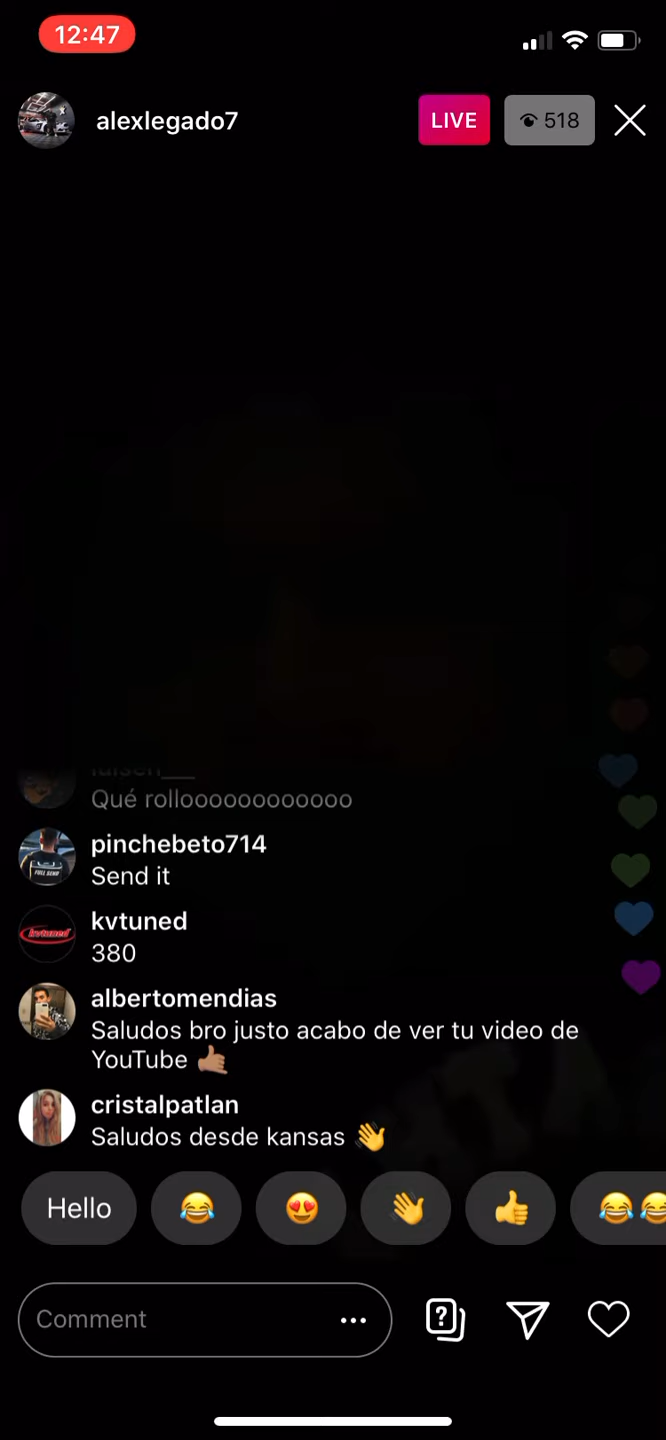 12:47
alexlegado7
LIVE
518
Qué rolloooooooooooo
pinchebeto714
Send it
kvtuned
380
albertomendias
Saludos bro justo acabo de ver tu video de
YouTube 🤙🏽
cristalpatlan
Saludos desde kansas 👋
Hello
😂
😍
👋
👍
😂😂
Comment